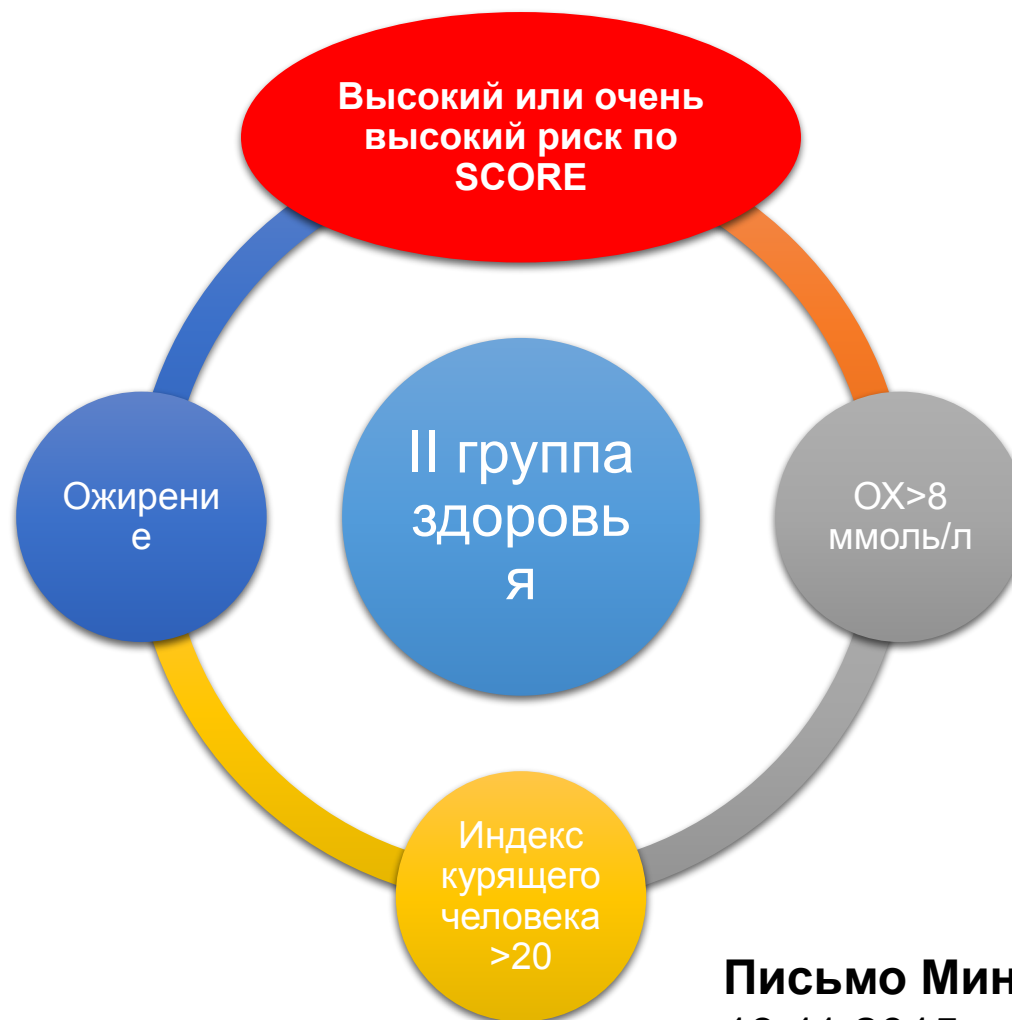 Высокий или очень
высокий риск по
SCORE
Ожирени
е
II группа
здоровь
я
ОХ>8
ммоль/л
Индекс
курящего
человека
>20
Письмо Мин